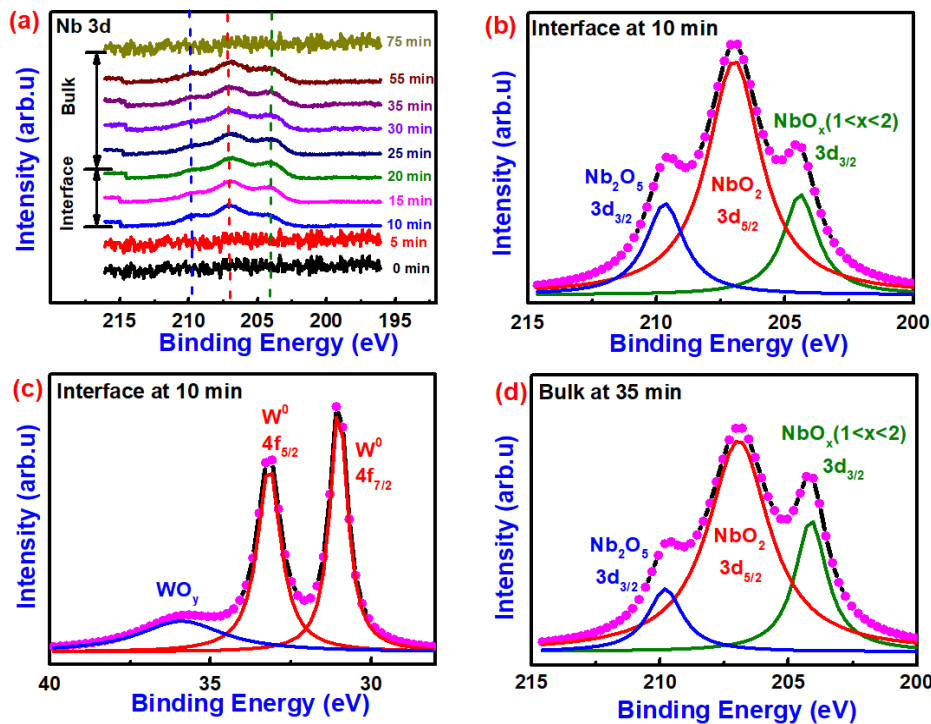 (a)
Nb 3d
75 min
55 min
35 min
30 min
25 min
20 min
15 min
10 min
5 min
0 min
Bulk
Interface
Intensity (arb.u)
215 210 205 200 195
Binding Energy (eV)
(b)
Interface at 10 min
NbOₓ(1<x<2)
3d₃/₂
Nb₂O₅
3d₃/₂
NbO₂
3d₅/₂
Intensity (arb.u)
215 210 205 200
Binding Energy (eV)
(c)
Interface at 10 min
W⁰
4f₅/₂
W⁰
4f₇/₂
WOy
Intensity (arb.u)
40 35 30
Binding Energy (eV)
(d)
Bulk at 35 min
NbOₓ(1<x<2)
3d₃/₂
Nb₂O₅
3d₃/₂
NbO₂
3d₅/₂
Intensity (arb.u)
215 210 205 200
Binding Energy (eV)